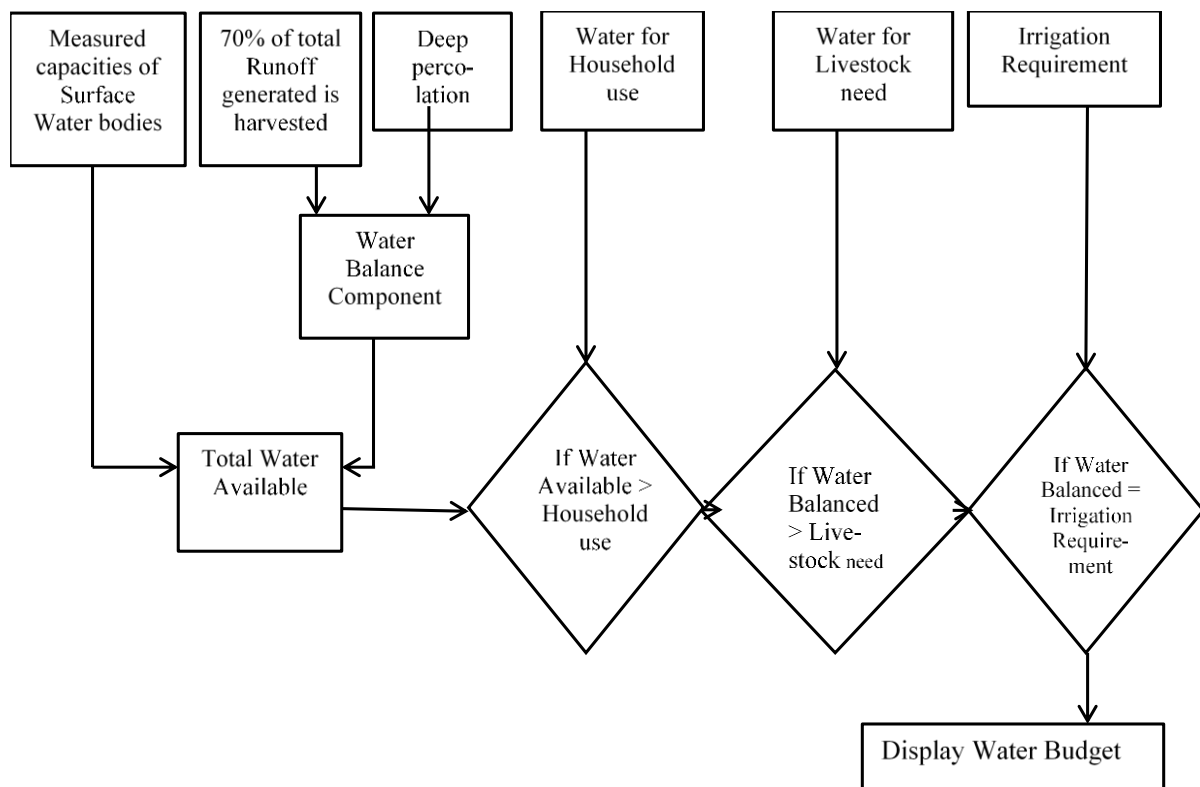 Measured
capacities of
Surface
Water bodies
70% of total
Runoff
generated is
harvested
Deep
perco-
lation
Water for
Household
use
Water for
Livestock
need
Irrigation
Requirement
Water
Balance
Component
Total Water
Available
If Water
Available >
Household
use
If Water
Balanced
> Live-
stock need
If Water
Balanced =
Irrigation
Require-
ment
Display Water Budget